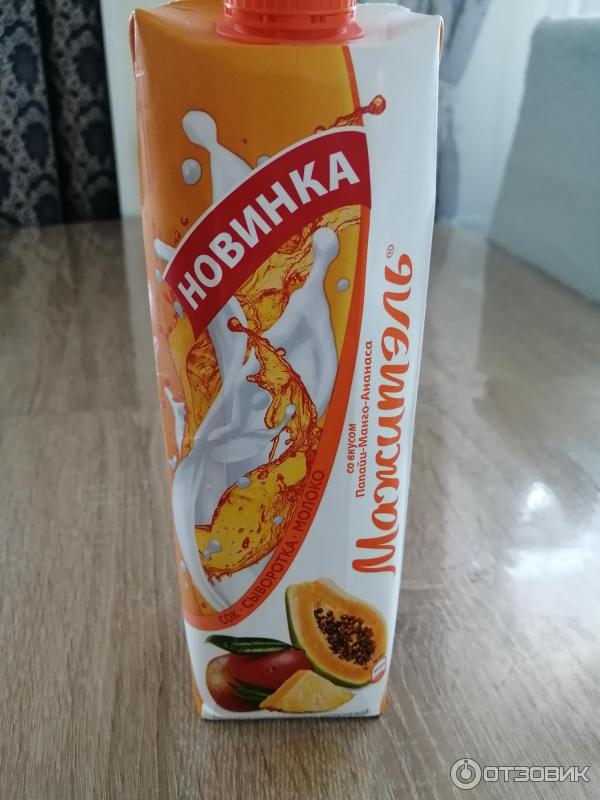 НОВИНКА
Мажитэль®
со вкусом
Папайи-Манго-Ананаса
СОК • СЫВОРОТКА • МОЛОКО
ОТЗОВИК